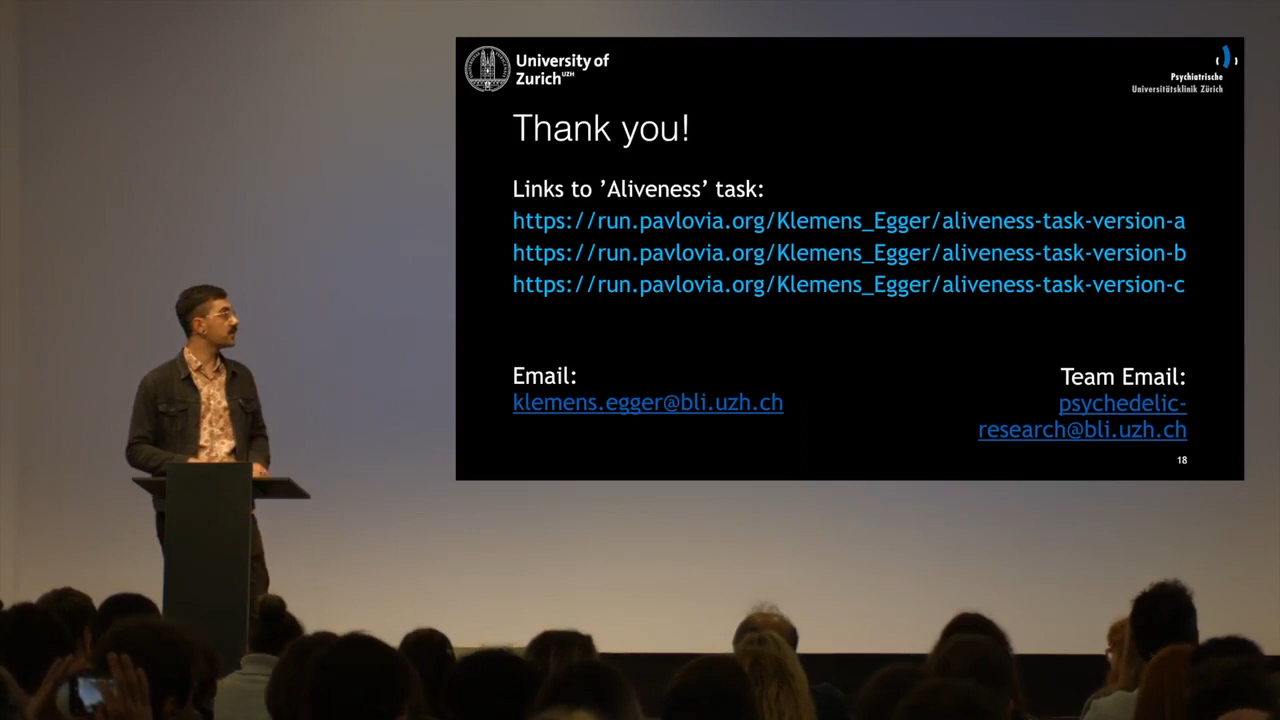 University of
Zurich UZH
Psychiatrische
Universitätsklinik Zürich
Thank you!
Links to ’Aliveness’ task:
https://run.pavlovia.org/Klemens_Egger/aliveness-task-version-a
https://run.pavlovia.org/Klemens_Egger/aliveness-task-version-b
https://run.pavlovia.org/Klemens_Egger/aliveness-task-version-c
Email:
klemens.egger@bli.uzh.ch
Team Email:
psychedelic-
research@bli.uzh.ch
18